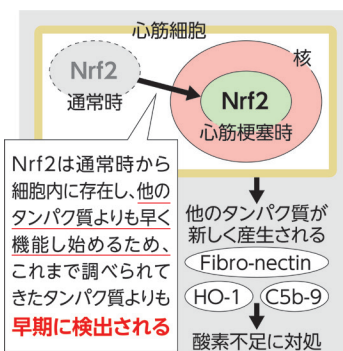 心筋細胞
核
Nrf2
通常時
Nrf2
心筋梗塞時
Nrf2は通常時から
細胞内に存在し、他の
タンパク質よりも早く
機能し始めるため、
これまで調べられて
きたタンパク質よりも
早期に検出される
他のタンパク質が
新しく産生される
Fibro-nectin
HO-1 C5b-9
酸素不足に対処